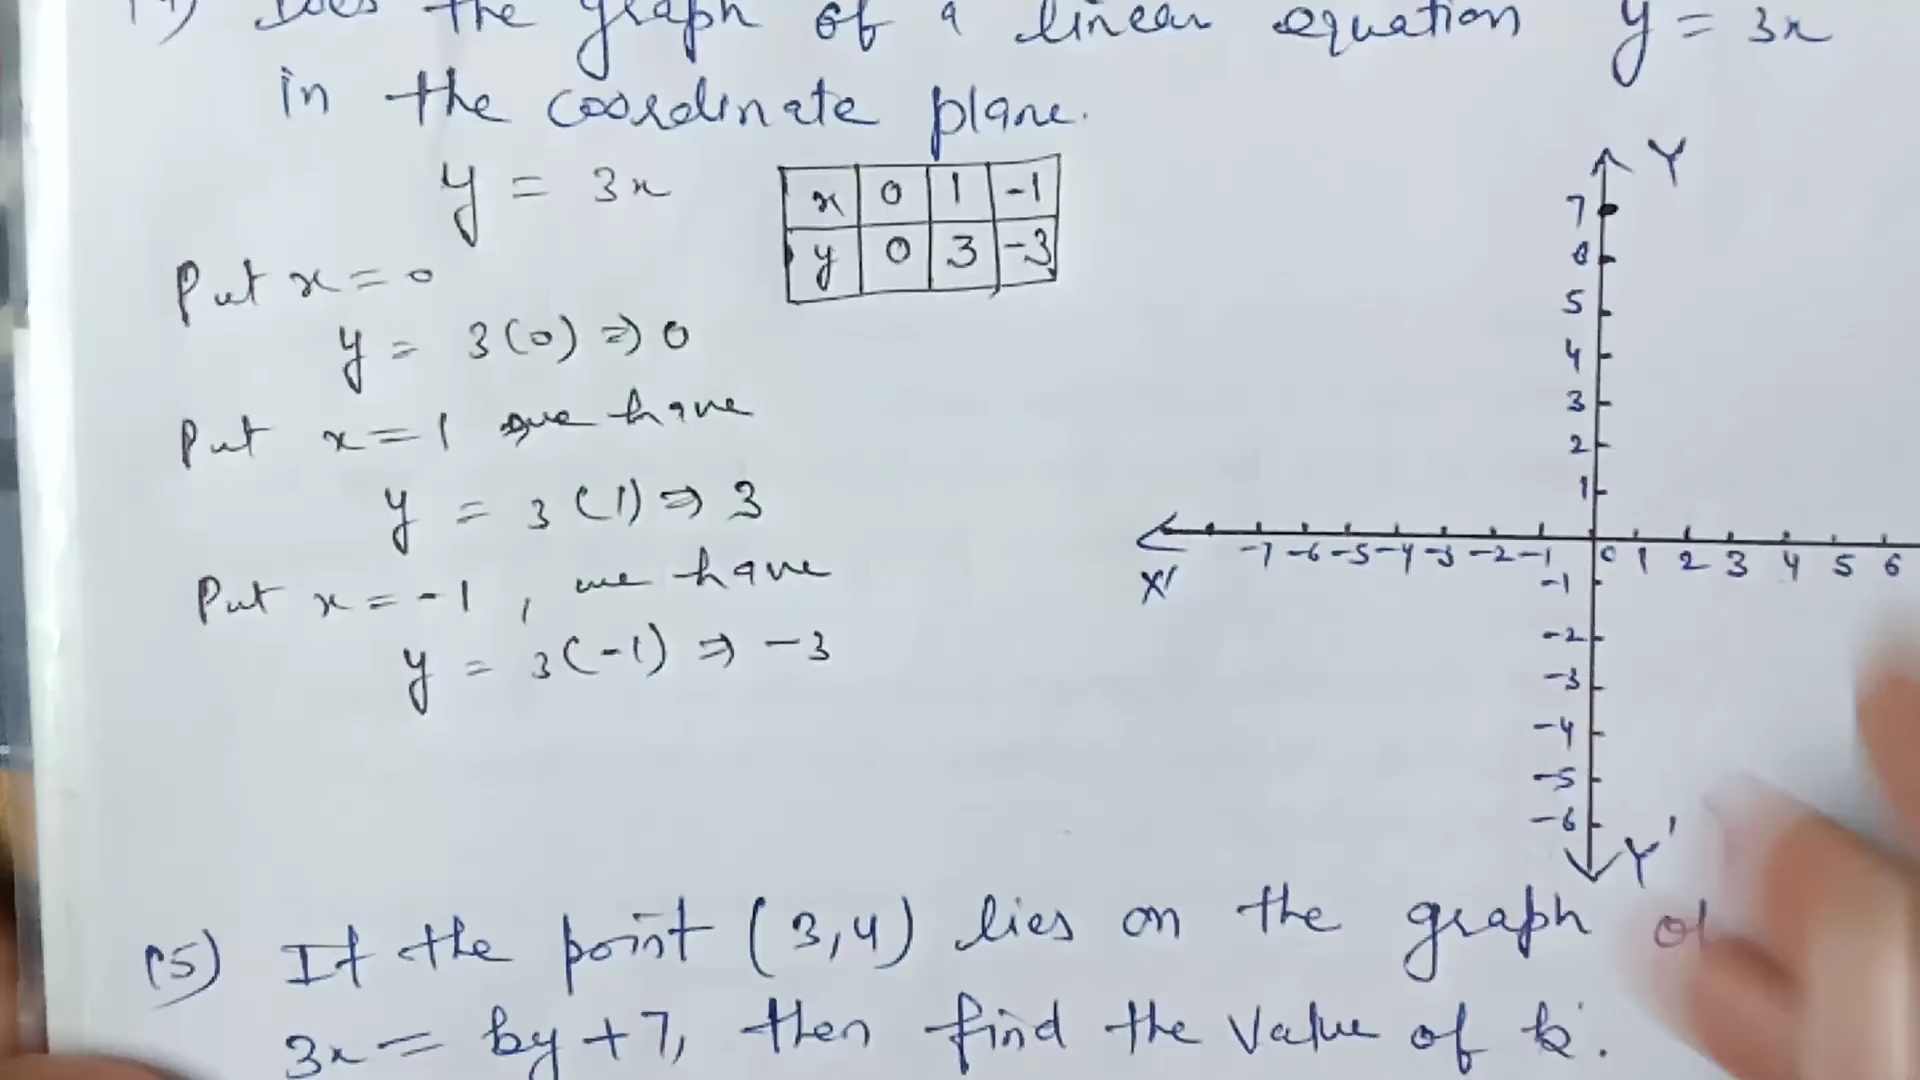 Does the graph of a linear equation y = 3x
in the coordinate plane.
y = 3x
x 0 1 -1
y 0 3 -3
Put x = 0
y = 3(0) ⇒ 0
Put x = 1 we have
y = 3(1) ⇒ 3
Put x = -1, we have
y = 3(-1) ⇒ -3
Y
7
6
5
4
3
2
1
X' -7 -6 -5 -4 -3 -2 -1 0 1 2 3 4 5 6
-1
-2
-3
-4
-5
-6
Y'
(5) If the point (3,4) lies on the graph of
3x = ky + 7, then find the value of k.